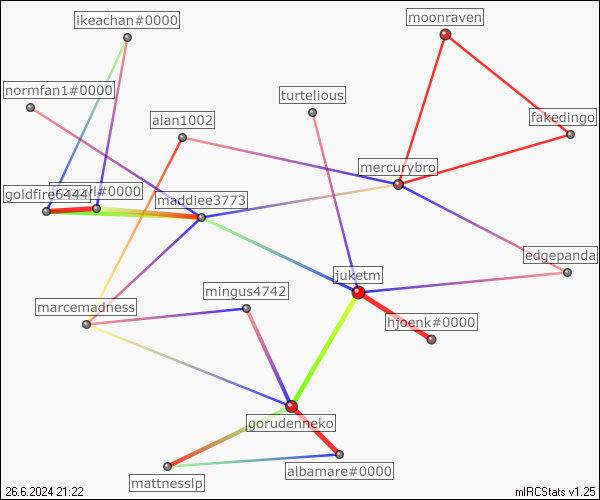 ikeachan#0000
moonraven
normfan1#0000
turtelious
alan1002
fakedingo
mercurybro
goldfire6444
rl#0000
maddiee3773
edgepanda
juketm
mingus4742
marcemadness
hjoenk#0000
gorudenneko
albamare#0000
mattnesslp
26.6.2024 21:22
mIRCStats v1.25